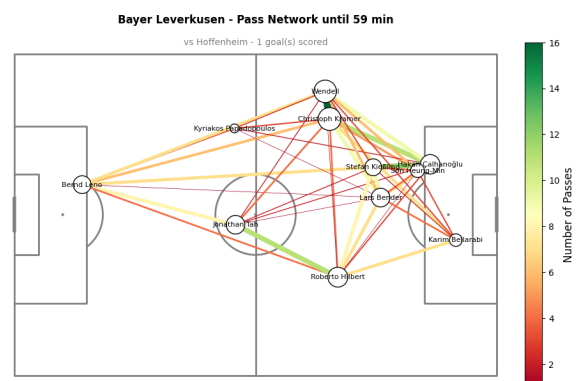 Bayer Leverkusen - Pass Network until 59 min
vs Hoffenheim - 1 goal(s) scored
Wendell
Christoph Kramer
Kyriakos Papadopoulos
Hakan Çalhanoğlu
Stefan Kießling
Son Heung-Min
Bernd Leno
Lars Bender
Jonathan Tah
Karim Bellarabi
Roberto Hilbert
16
14
12
10
8
6
4
2
Number of Passes